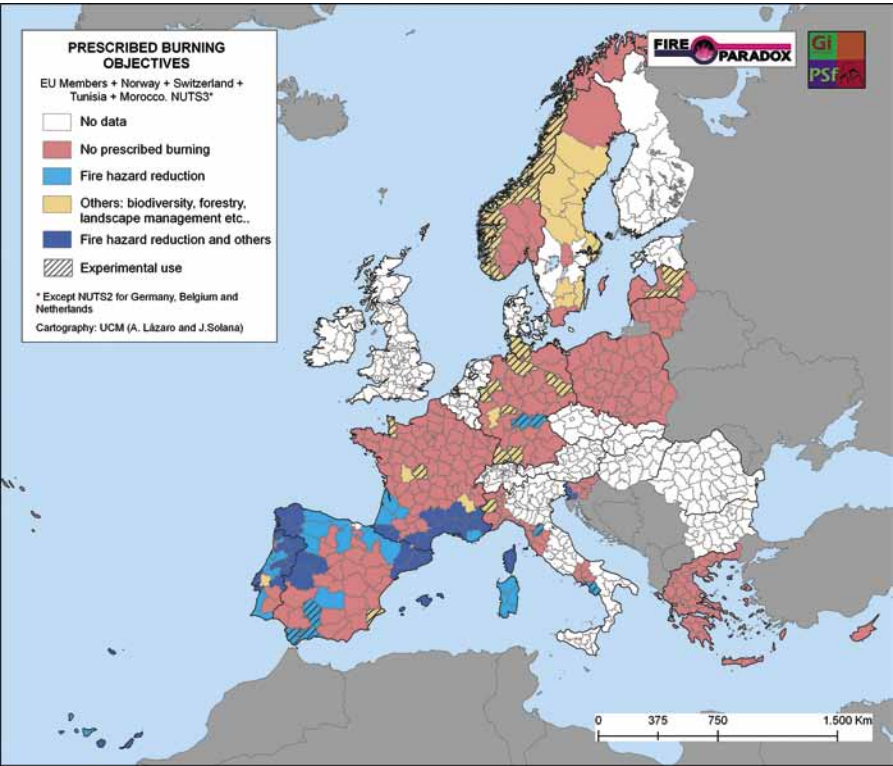 PRESCRIBED BURNING
OBJECTIVES
EU Members + Norway + Switzerland +
Tunisia + Morocco. NUTS3*
No data
No prescribed burning
Fire hazard reduction
Others: biodiversity, forestry,
landscape management etc..
Fire hazard reduction and others
Experimental use
* Except NUTS2 for Germany, Belgium and
Netherlands
Cartography: UCM (A. Lázaro and J.Solana)
FIRE
PARADOX
Gi
PSf
0 375 750 1.500 Km